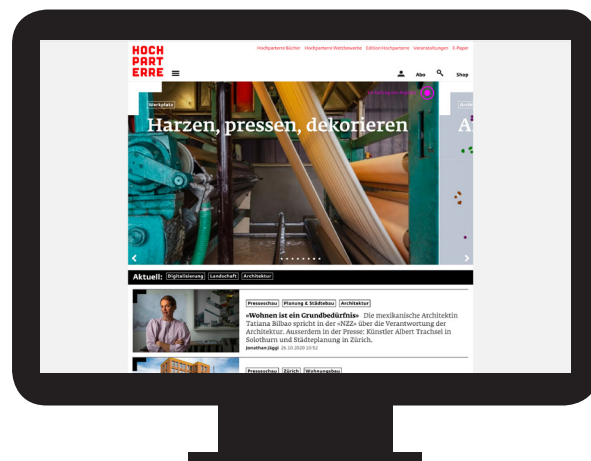 HOCH
PART
ERRE
Hochparterre Bücher Hochparterre Wettbewerbe Edition Hochparterre Veranstaltungen E-Paper
Abo
Shop
Werkplatz
Harzen, pressen, dekorieren
A
Aktuell: Digitalisierung Landschaft Architektur
Presseschau Planung & Städtebau Architektur
«Wohnen ist ein Grundbedürfnis» Die mexikanische Architektin
Tatiana Bilbao spricht in der «NZZ» über die Verantwortung der
Architektur. Ausserdem in der Presse: Künstler Albert Trachsel in
Solothurn und Städteplanung in Zürich.
Jonathan Jäggi 26.10.2020 10:52
Presseschau Zürich Wohnungsbau